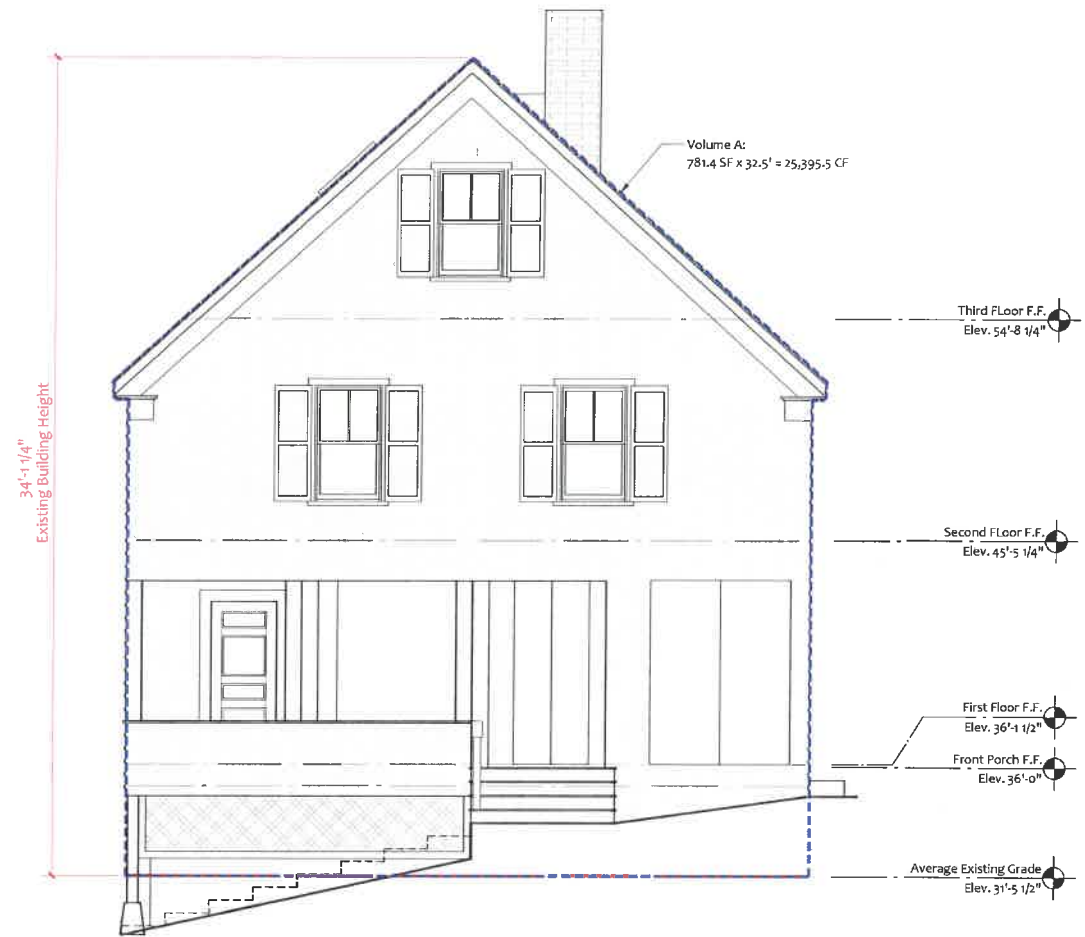 Volume A:
781.4 SF x 32.5' = 25,395.5 CF
Third FLoor F.F.
Elev. 54'-8 1/4"
34'-1 1/4"
Existing Building Height
Second FLoor F.F.
Elev. 45'-5 1/4"
First Floor F.F.
Elev. 36'-1 1/2"
Front Porch F.F.
Elev. 36'-0"
Average Existing Grade
Elev. 31'-5 1/2"